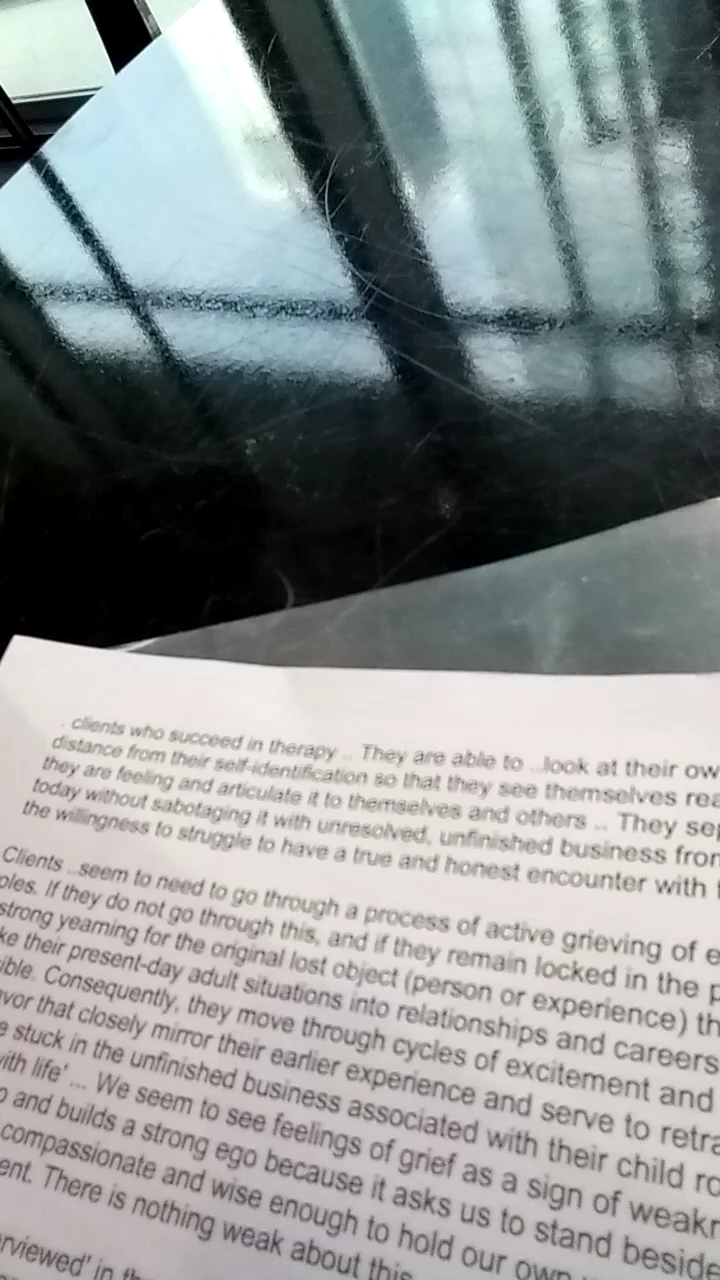 . clients who succeed in therapy .. They are able to ..look at their ow
distance from their self-identification so that they see themselves rea
they are feeling and articulate it to themselves and others .. They sep
today without sabotaging it with unresolved, unfinished business fron
the willingness to struggle to have a true and honest encounter with
Clients ..seem to need to go through a process of active grieving of e
oles. If they do not go through this, and if they remain locked in the p
strong yearning for the original lost object (person or experience) th
ke their present-day adult situations into relationships and careers
ible. Consequently, they move through cycles of excitement and
vor that closely mirror their earlier experience and serve to retra
e stuck in the unfinished business associated with their child ro
with life'... We seem to see feelings of grief as a sign of weakn
o and builds a strong ego because it asks us to stand beside
compassionate and wise enough to hold our own
ent. There is nothing weak about this
rviewed' in th